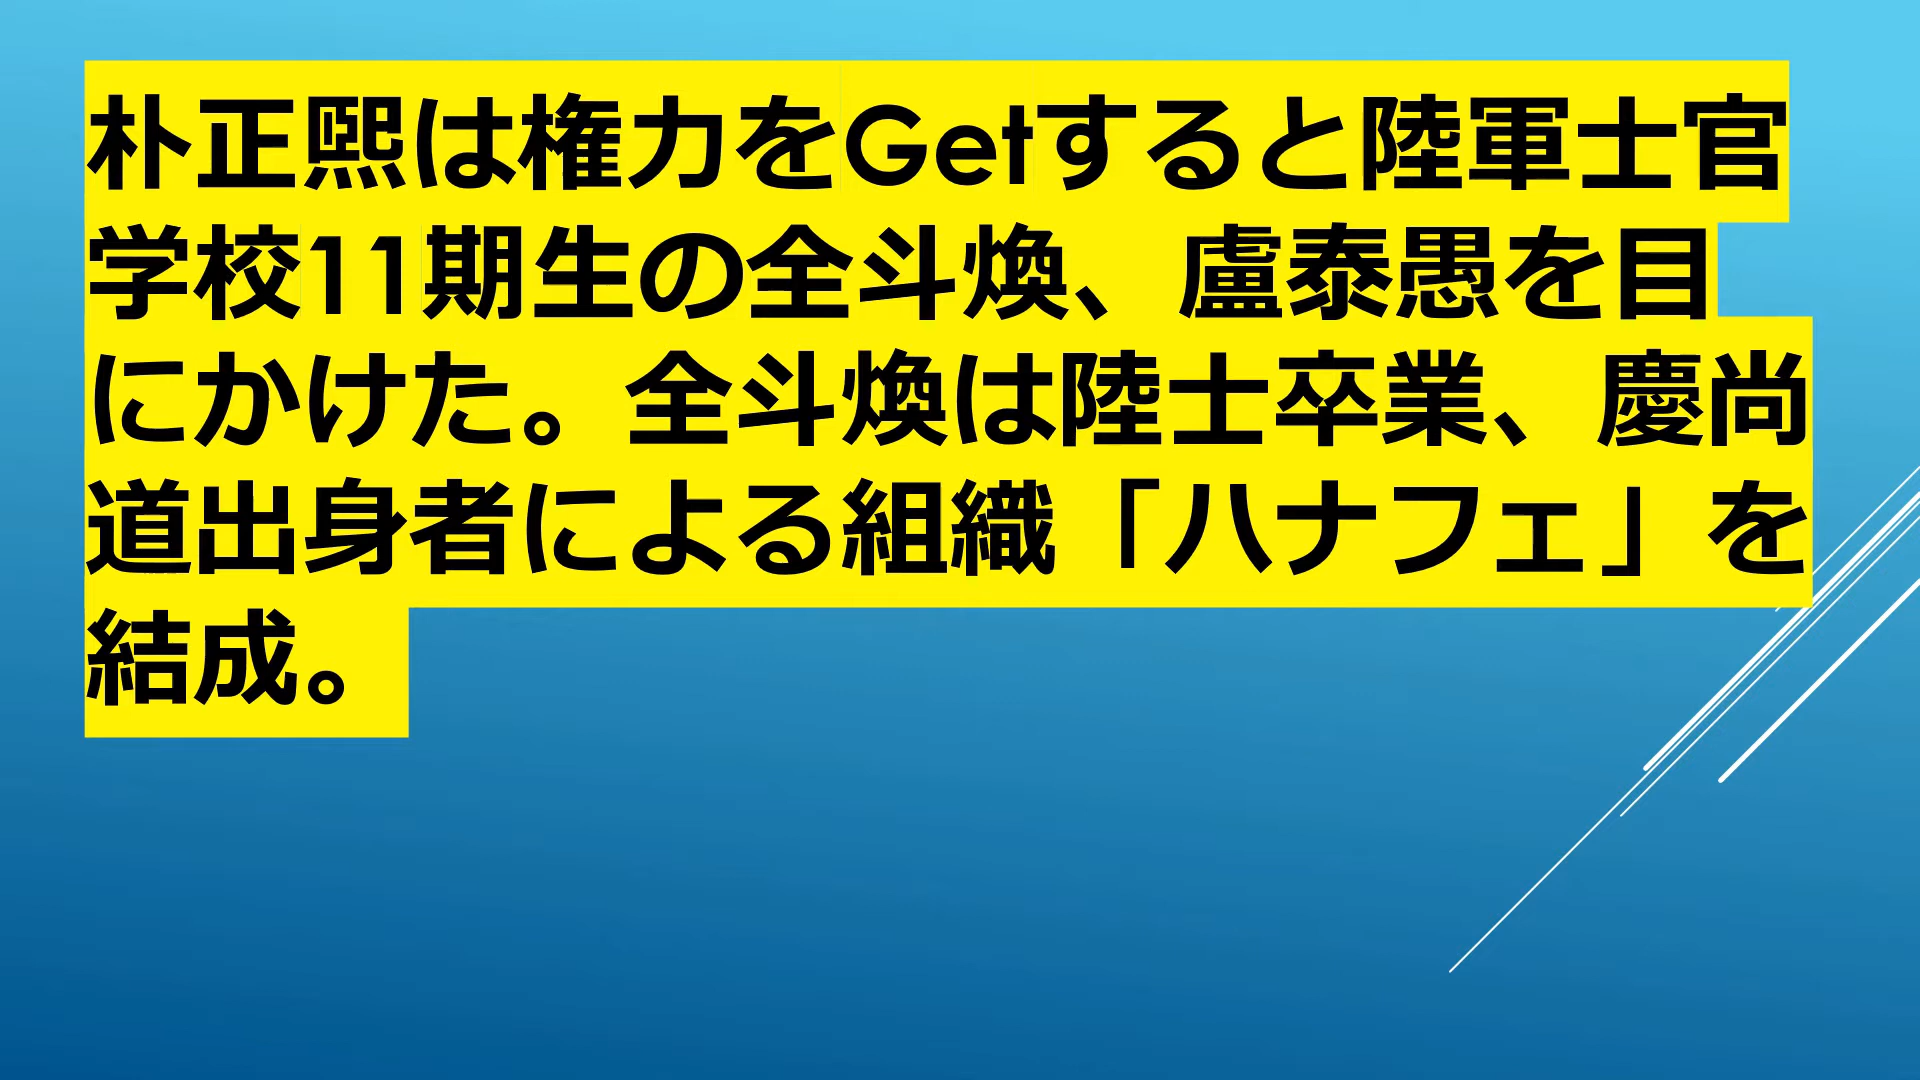 朴正熙は権力をGetすると陸軍士官
学校11期生の全斗煥、盧泰愚を目
にかけた。全斗煥は陸士卒業、慶尚
道出身者による組織「ハナフェ」を
結成。